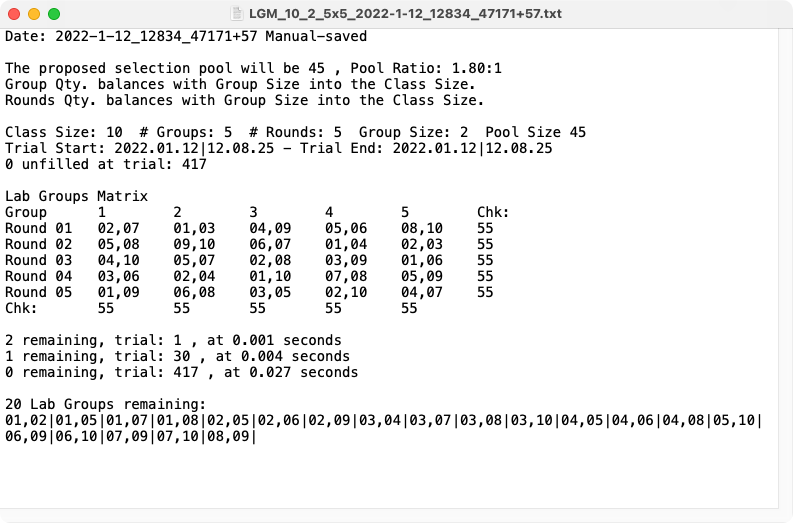 LGM_10_2_5x5_2022-1-12_12834_47171+57.txt
Date: 2022-1-12_12834_47171+57 Manual-saved
The proposed selection pool will be 45 , Pool Ratio: 1.80:1
Group Qty. balances with Group Size into the Class Size.
Rounds Qty. balances with Group Size into the Class Size.
Class Size: 10  # Groups: 5  # Rounds: 5  Group Size: 2  Pool Size 45
Trial Start: 2022.01.12|12.08.25 - Trial End: 2022.01.12|12.08.25
0 unfilled at trial: 417
Lab Groups Matrix
Group      1        2        3        4        5        Chk:
Round 01   02,07    01,03    04,09    05,06    08,10    55
Round 02   05,08    09,10    06,07    01,04    02,03    55
Round 03   04,10    05,07    02,08    03,09    01,06    55
Round 04   03,06    02,04    01,10    07,08    05,09    55
Round 05   01,09    06,08    03,05    02,10    04,07    55
Chk:       55       55       55       55       55
2 remaining, trial: 1 , at 0.001 seconds
1 remaining, trial: 30 , at 0.004 seconds
0 remaining, trial: 417 , at 0.027 seconds
20 Lab Groups remaining:
01,02|01,05|01,07|01,08|02,05|02,06|02,09|03,04|03,07|03,08|03,10|04,05|04,06|04,08|05,10|
06,09|06,10|07,09|07,10|08,09|